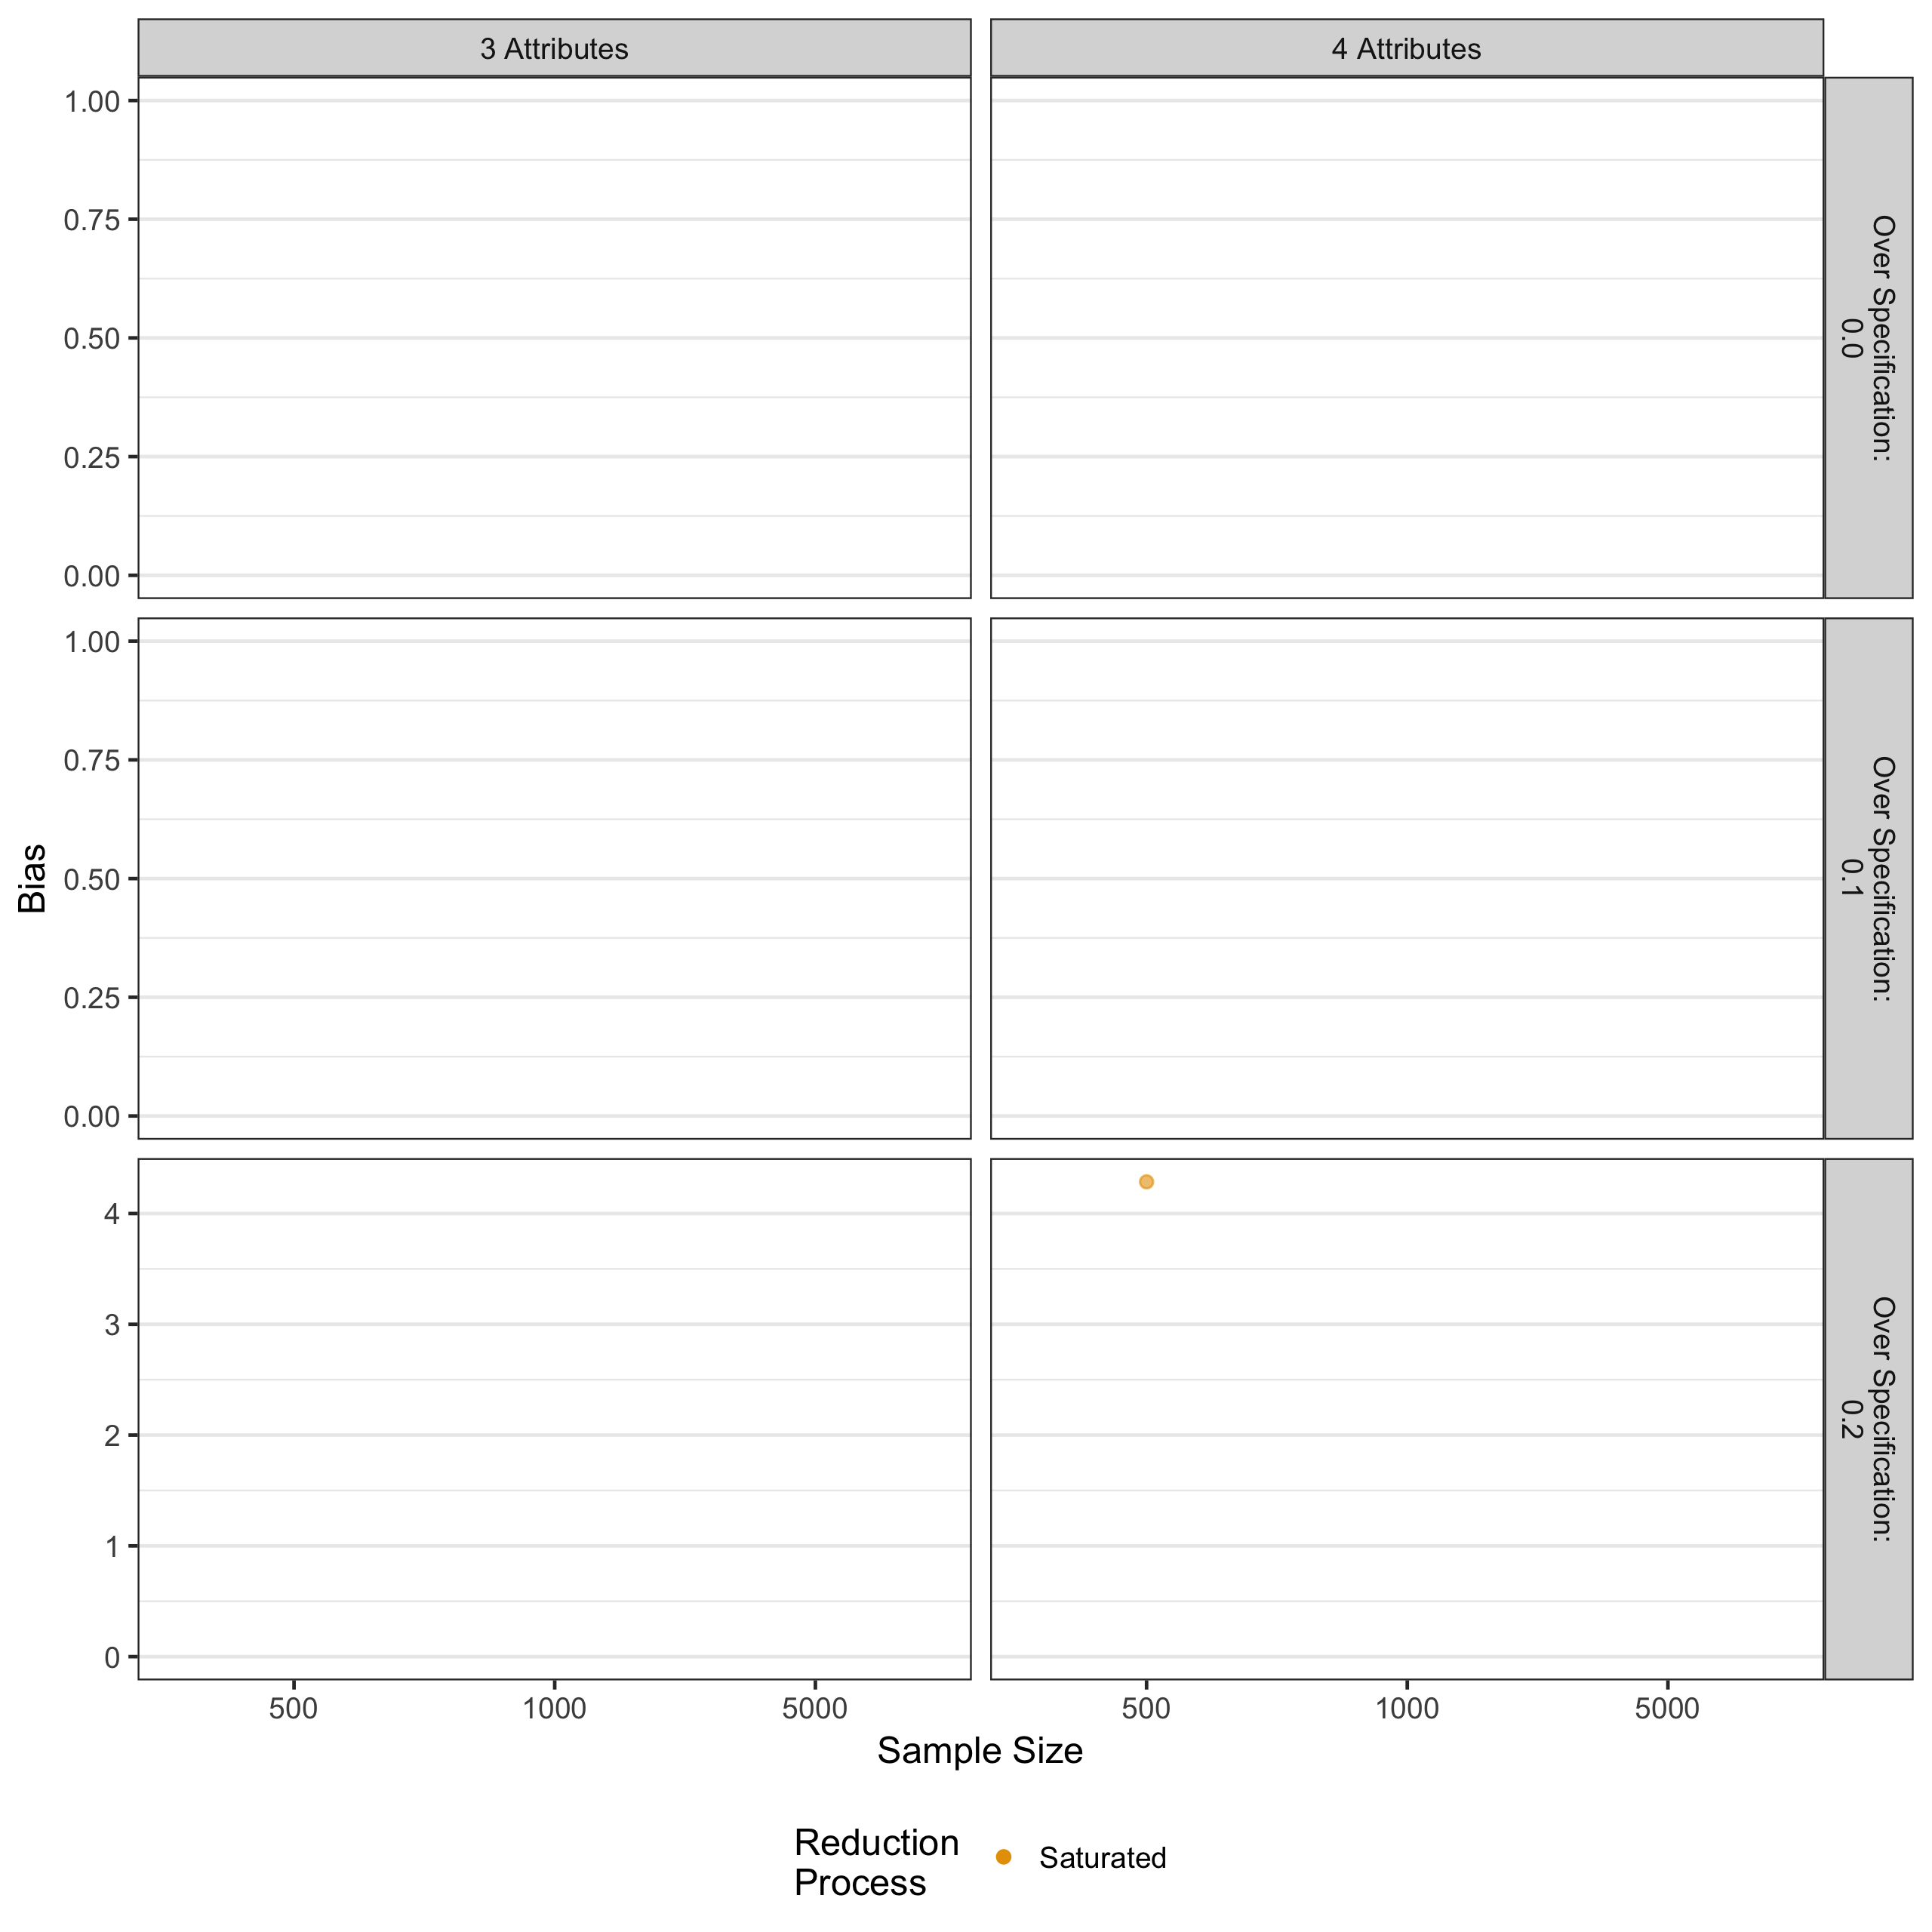 3 Attributes
4 Attributes
1.00
0.75
0.50
0.25
0.00
Over Specification:
0.0
1.00
0.75
0.50
0.25
0.00
Over Specification:
0.1
Bias
4
3
2
1
0
Over Specification:
0.2
500 1000 5000
500 1000 5000
Sample Size
Reduction
Process
Saturated